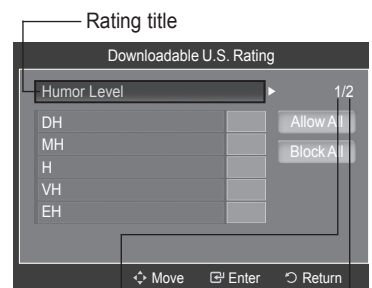 Rating title
Downloadable U.S. Rating
Humor Level ► 1/2
DH
Allow All
MH
Block All
H
VH
EH
Move Enter Return